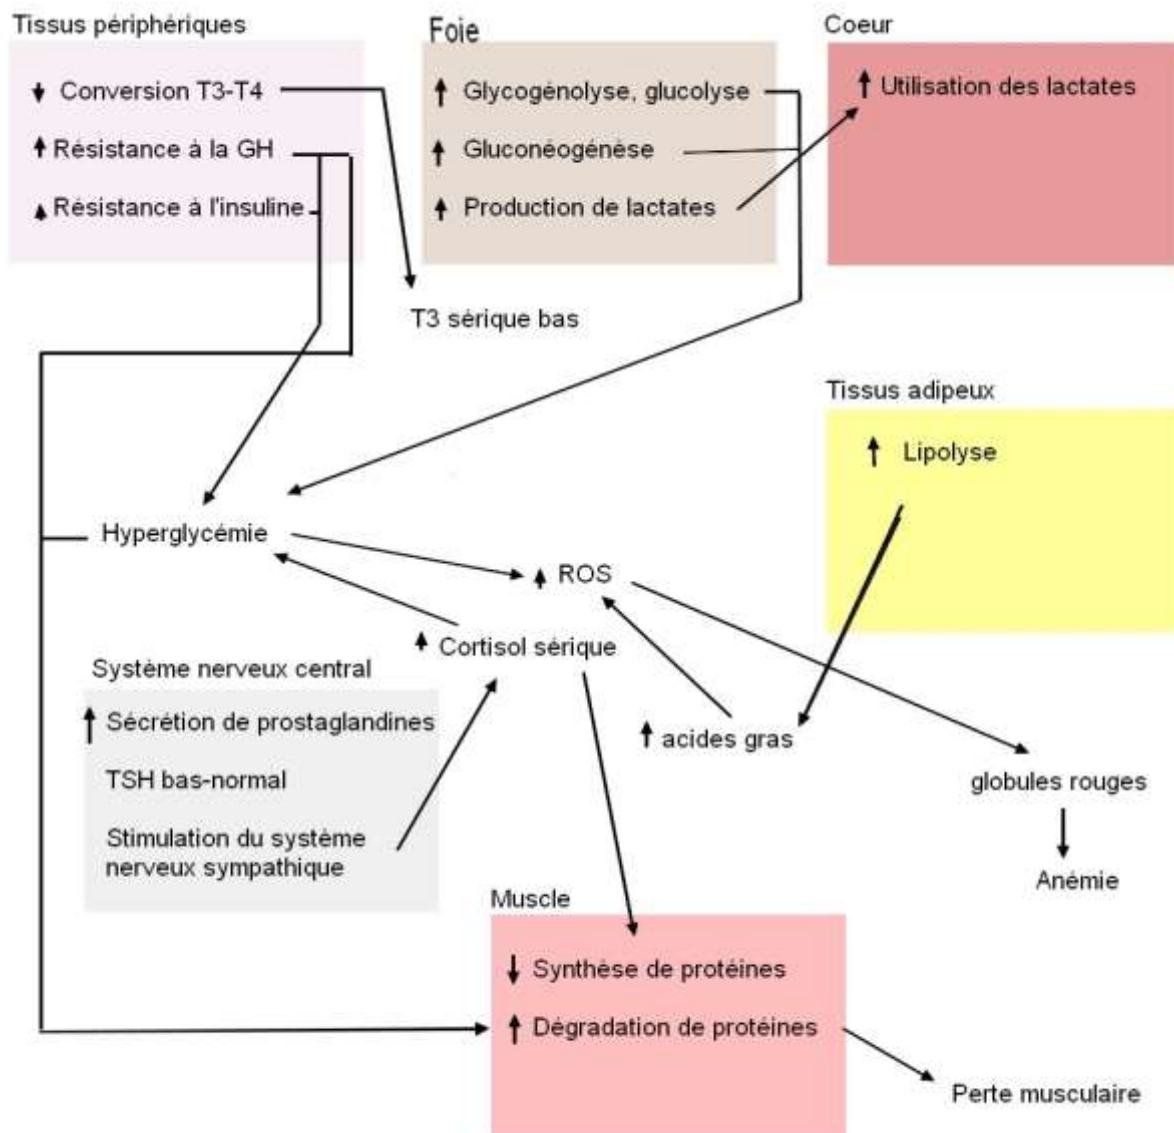 Tissus périphériques
Conversion T3-T4
Résistance à la GH
Résistance à l'insuline
Foie
Glycogénolyse, glucolyse
Gluconéogénèse
Production de lactates
Coeur
Utilisation des lactates
T3 sérique bas
Tissus adipeux
Lipolyse
Hyperglycémie
ROS
Cortisol sérique
Système nerveux central
Sécrétion de prostaglandines
TSH bas-normal
Stimulation du système
nerveux sympathique
acides gras
globules rouges
Anémie
Muscle
Synthèse de protéines
Dégradation de protéines
Perte musculaire